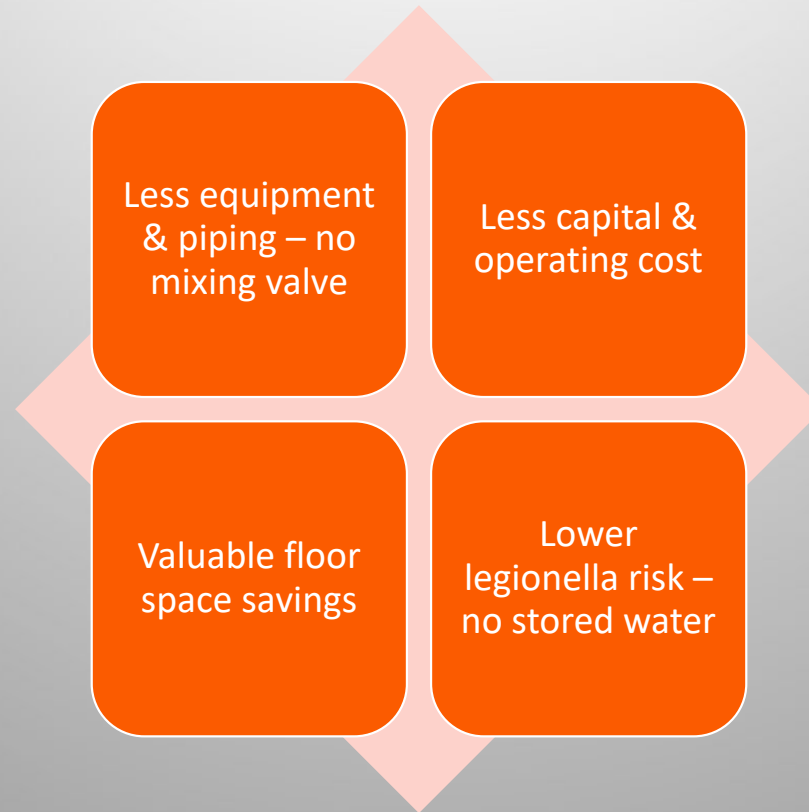 Less equipment
& piping – no
mixing valve
Less capital &
operating cost
Valuable floor
space savings
Lower
legionella risk –
no stored water